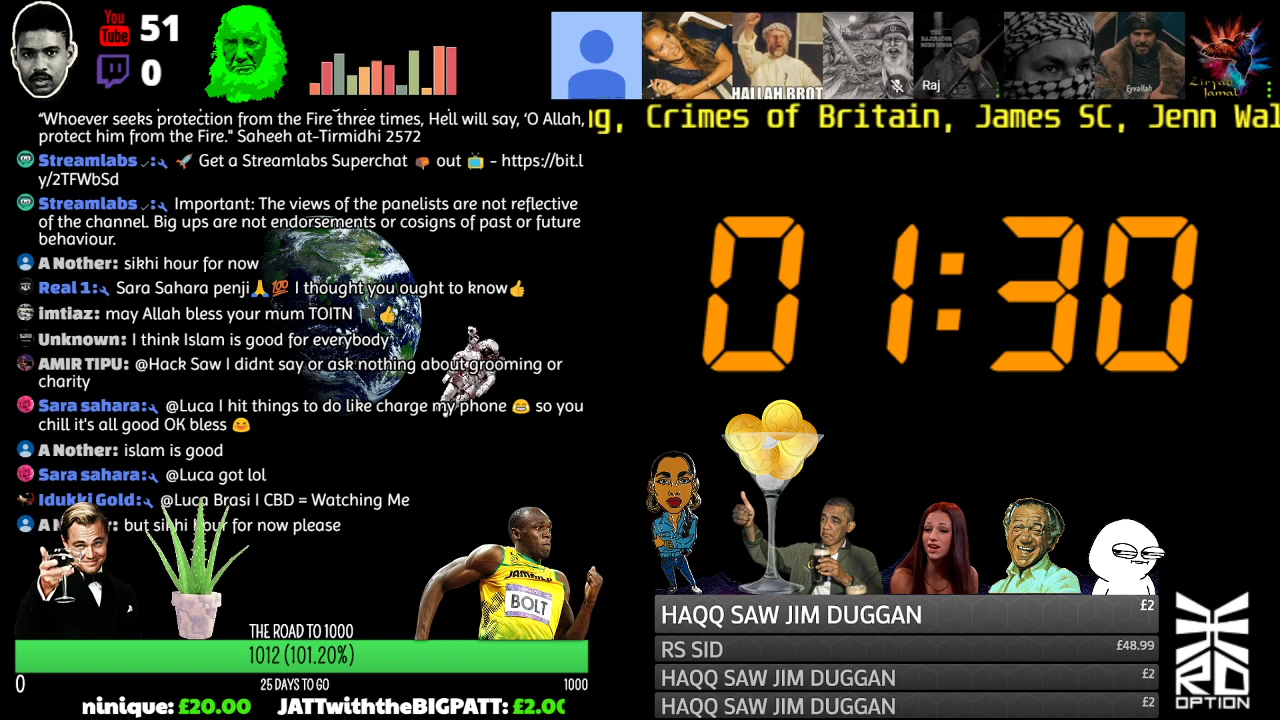 You
Tube
51
0
Raj
HALLAH BROT
Eyvallah
Ziryab
Jamal
g, Crimes of Britain, James SC, Jenn Wal
“Whoever seeks protection from the Fire three times, Hell will say, ‘O Allah,
protect him from the Fire." Saheeh at-Tirmidhi 2572
Streamlabs : 🚀 Get a Streamlabs Superchat out 📺 - https://bit.l
y/2TFWbSd
Streamlabs : Important: The views of the panelists are not reflective
of the channel. Big ups are not endorsements or cosigns of past or future
behaviour.
A Nother: sikhi hour for now
Real 1: Sara Sahara penji🙏💯 I thought you ought to know👍
imtiaz: may Allah bless your mum TOITN 👍
Unknown: I think Islam is good for everybody
AMIR TIPU: @Hack Saw I didnt say or ask nothing about grooming or
charity
Sara sahara: @Luca I hit things to do like charge my phone 😂 so you
chill it's all good OK bless 😆
A Nother: islam is good
Sara sahara: @Luca got lol
Idukki Gold: @Luca Brasi I CBD = Watching Me
A N but sikhi hour for now please
01:30
JAMAICA
BOLT
THE ROAD TO 1000
1012 (101.20%)
0
25 DAYS TO GO
1000
ninique: £20.00 JATTwiththeBIGPATT: £2.0
HAQQ SAW JIM DUGGAN £2
RS SID £48.99
HAQQ SAW JIM DUGGAN £2
HAQQ SAW JIM DUGGAN £2
OPTION